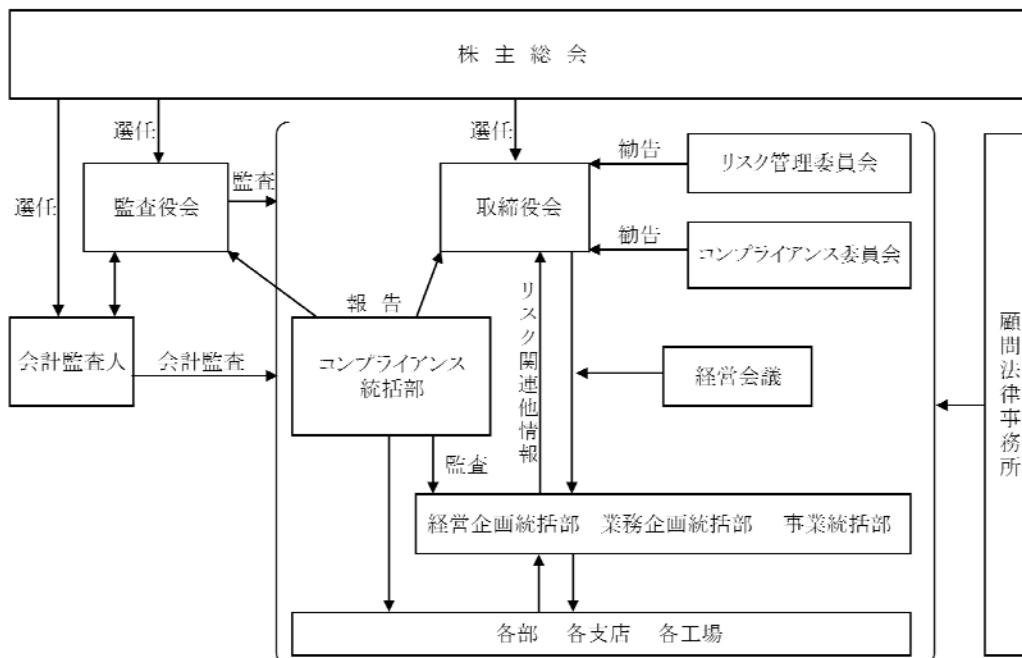 株主総会
選任
選任
選任
監査役会
監査
取締役会
勧告
リスク管理委員会
勧告
コンプライアンス委員会
報告
会計監査人
会計監査
コンプライアンス
統括部
リスク関連他情報
経営会議
顧問法律事務所
監査
経営企画統括部 業務企画統括部 事業統括部
各部 各支店 各工場